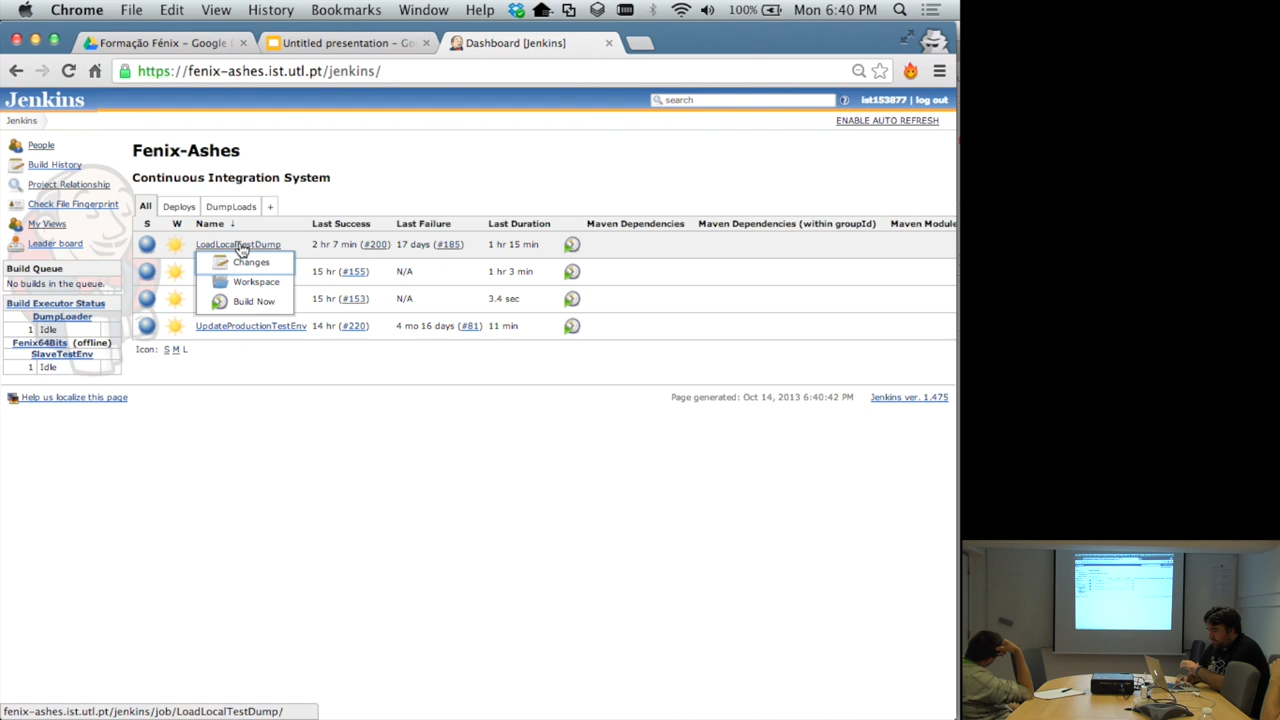 Chrome File Edit View History Bookmarks Window Help 100% Mon 6:40 PM
Formação Fénix - Google Untitled presentation - Go Dashboard [Jenkins]
https://fenix-ashes.ist.utl.pt/jenkins/
Jenkins search ist153877 | log out
Jenkins ENABLE AUTO REFRESH
People
Build History
Project Relationship
Check File Fingerprint
My Views
Leader board
Build Queue
No builds in the queue.
Build Executor Status
DumpLoader
1 Idle
Fenix64Bits (offline)
SlaveTestEnv
1 Idle
Fenix-Ashes
Continuous Integration System
All Deploys DumpLoads +
S W Name ↓ Last Success Last Failure Last Duration Maven Dependencies Maven Dependencies (within groupId) Maven Module
LoadLocalTestDump 2 hr 7 min (#200) 17 days (#185) 1 hr 15 min
Changes
15 hr (#155) N/A 1 hr 3 min
Workspace
15 hr (#153) N/A 3.4 sec
Build Now
UpdateProductionTestEnv 14 hr (#220) 4 mo 16 days (#81) 11 min
Icon: S M L
Help us localize this page Page generated: Oct 14, 2013 6:40:42 PM Jenkins ver. 1.475
fenix-ashes.ist.utl.pt/jenkins/job/LoadLocalTestDump/